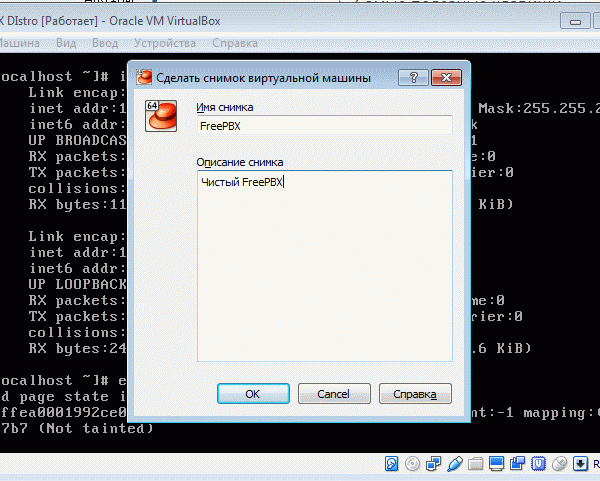 X DIstro [Работает] - Oracle VM VirtualBox
Машина Вид Ввод Устройства Справка
Сделать снимок виртуальной машины
64
Имя снимка
FreePBX
Описание снимка
Чистый FreePBX
OK Cancel Справка
ocalhost ~]# i
Link encap:
inet addr:1 Mask:255.255.2
inet6 addr: k
UP BROADCAS 1
RX packets: e:0
TX packets: ier:0
collisions:
RX bytes:11 KiB)
Link encap:
inet addr:1
inet6 addr:
UP LOOPBACK
RX packets: me:0
TX packets: rier:0
collisions:
RX bytes:24 .6 KiB)
ocalhost ~]# e
d page state i
ffea0001992ce0 nt:-1 mapping:
7b7 (Not tainted)
R